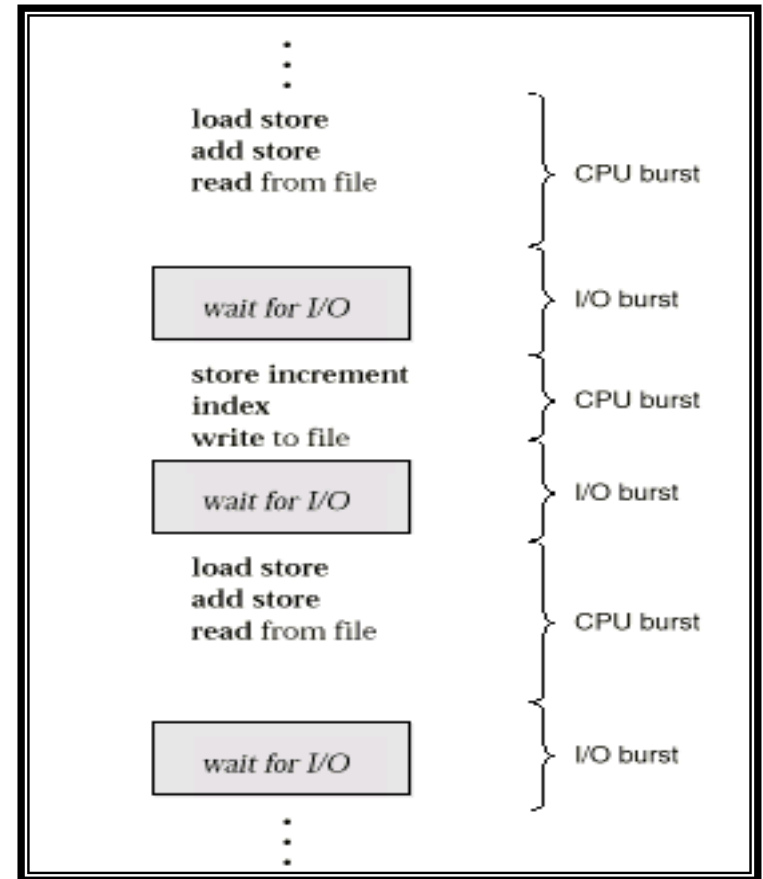 load store
add store
read from file
CPU burst
wait for I/O
I/O burst
store increment
index
write to file
CPU burst
wait for I/O
I/O burst
load store
add store
read from file
CPU burst
wait for I/O
I/O burst